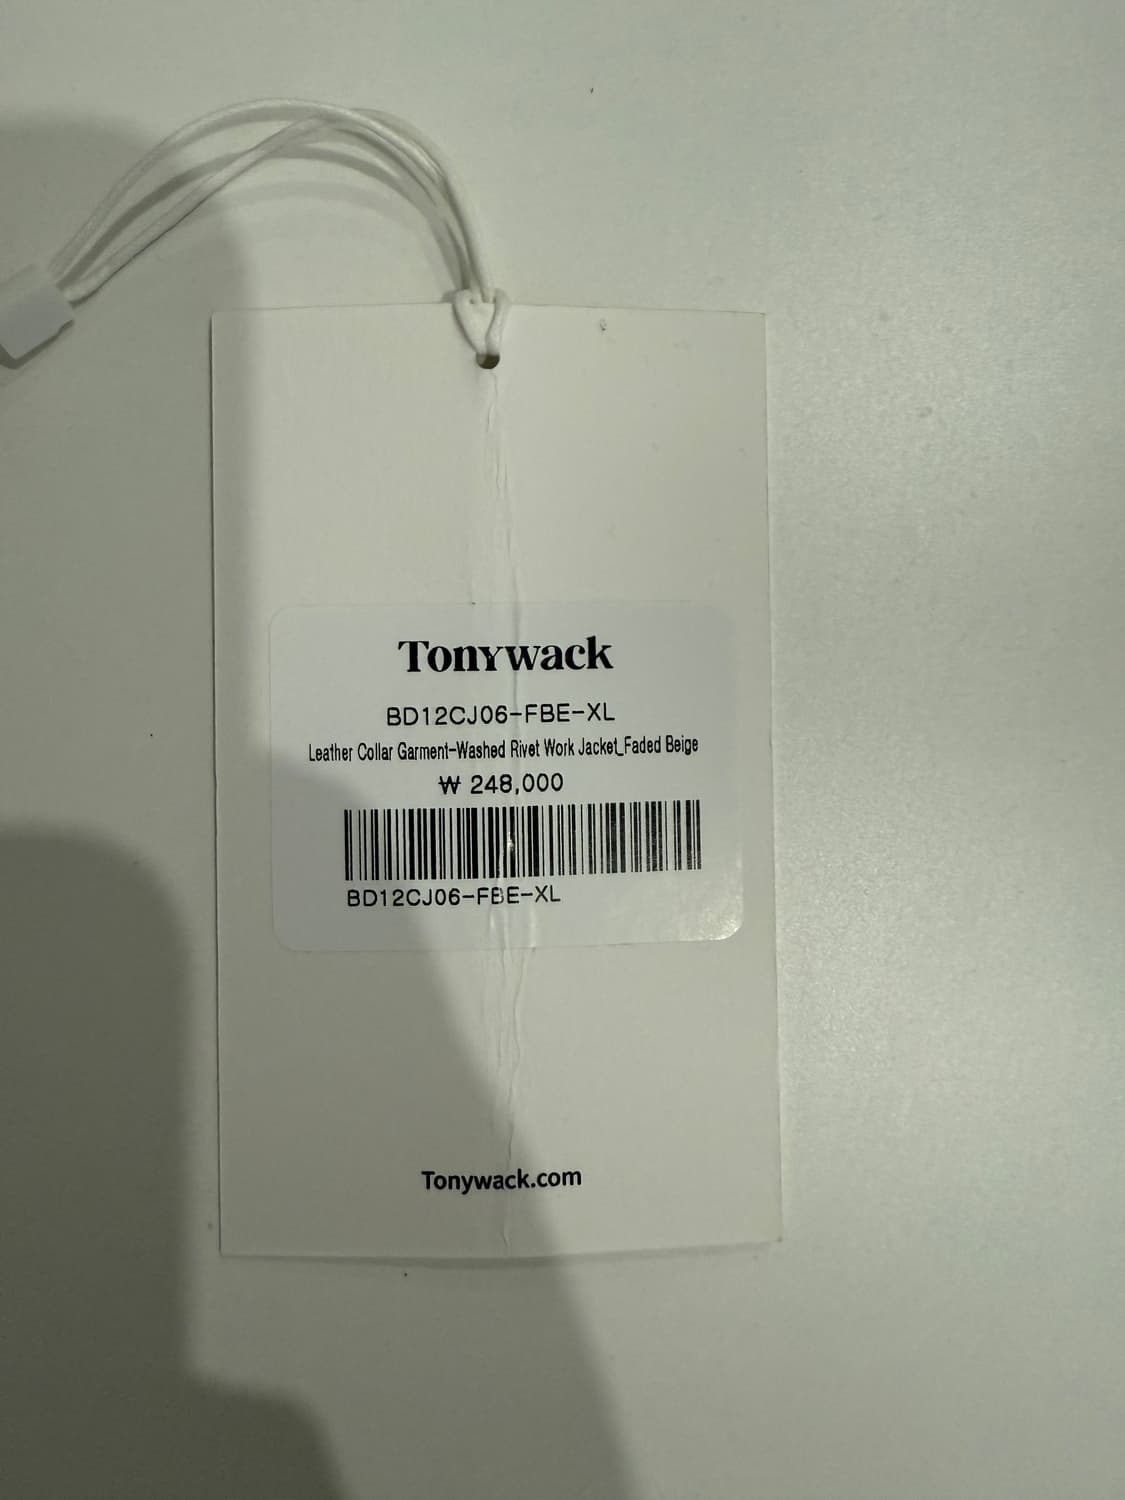 Tonywack
BD12CJ06-FBE-XL
Leather Collar Garment-Washed Rivet Work Jacket_Faded Beige
₩ 248,000
BD12CJ06-FBE-XL
Tonywack.com